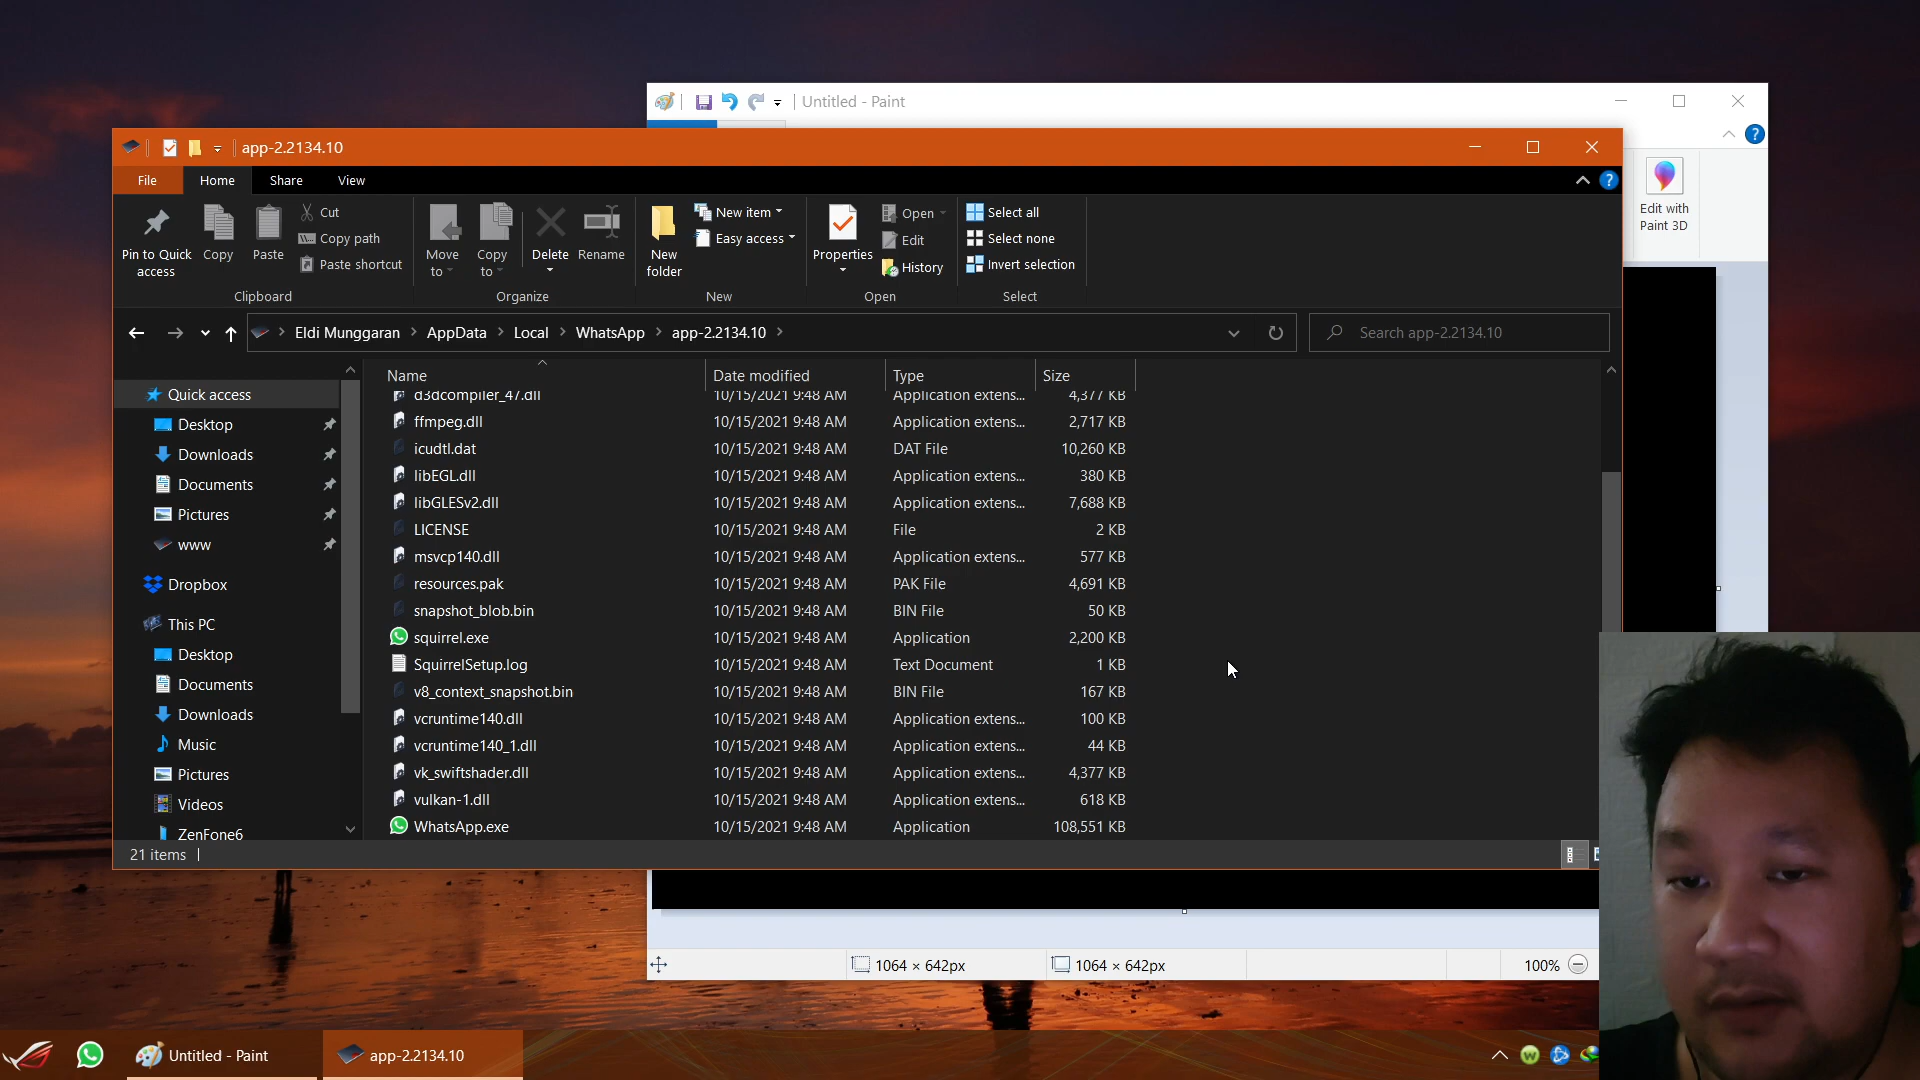 Untitled - Paint
app-2.2134.10
File Home Share View
Edit with
Paint 3D
Pin to Quick
access
Copy
Paste
Cut
Copy path
Paste shortcut
Move
to
Copy
to
Delete
Rename
New
folder
New item
Easy access
Properties
Open
Edit
History
Select all
Select none
Invert selection
Clipboard Organize New Open Select
Eldi Munggaran AppData Local WhatsApp app-2.2134.10
Search app-2.2134.10
Quick access
Desktop
Downloads
Documents
Pictures
www
Dropbox
This PC
Desktop
Documents
Downloads
Music
Pictures
Videos
ZenFone6
Name Date modified Type Size
d3dcompiler_47.dll 10/15/2021 9:48 AM Application extens... 4,377 KB
ffmpeg.dll 10/15/2021 9:48 AM Application extens... 2,717 KB
icudtl.dat 10/15/2021 9:48 AM DAT File 10,260 KB
libEGL.dll 10/15/2021 9:48 AM Application extens... 380 KB
libGLESv2.dll 10/15/2021 9:48 AM Application extens... 7,688 KB
LICENSE 10/15/2021 9:48 AM File 2 KB
msvcp140.dll 10/15/2021 9:48 AM Application extens... 577 KB
resources.pak 10/15/2021 9:48 AM PAK File 4,691 KB
snapshot_blob.bin 10/15/2021 9:48 AM BIN File 50 KB
squirrel.exe 10/15/2021 9:48 AM Application 2,200 KB
SquirrelSetup.log 10/15/2021 9:48 AM Text Document 1 KB
v8_context_snapshot.bin 10/15/2021 9:48 AM BIN File 167 KB
vcruntime140.dll 10/15/2021 9:48 AM Application extens... 100 KB
vcruntime140_1.dll 10/15/2021 9:48 AM Application extens... 44 KB
vk_swiftshader.dll 10/15/2021 9:48 AM Application extens... 4,377 KB
vulkan-1.dll 10/15/2021 9:48 AM Application extens... 618 KB
WhatsApp.exe 10/15/2021 9:48 AM Application 108,551 KB
21 items
1064 × 642px 1064 × 642px 100%
Untitled - Paint app-2.2134.10